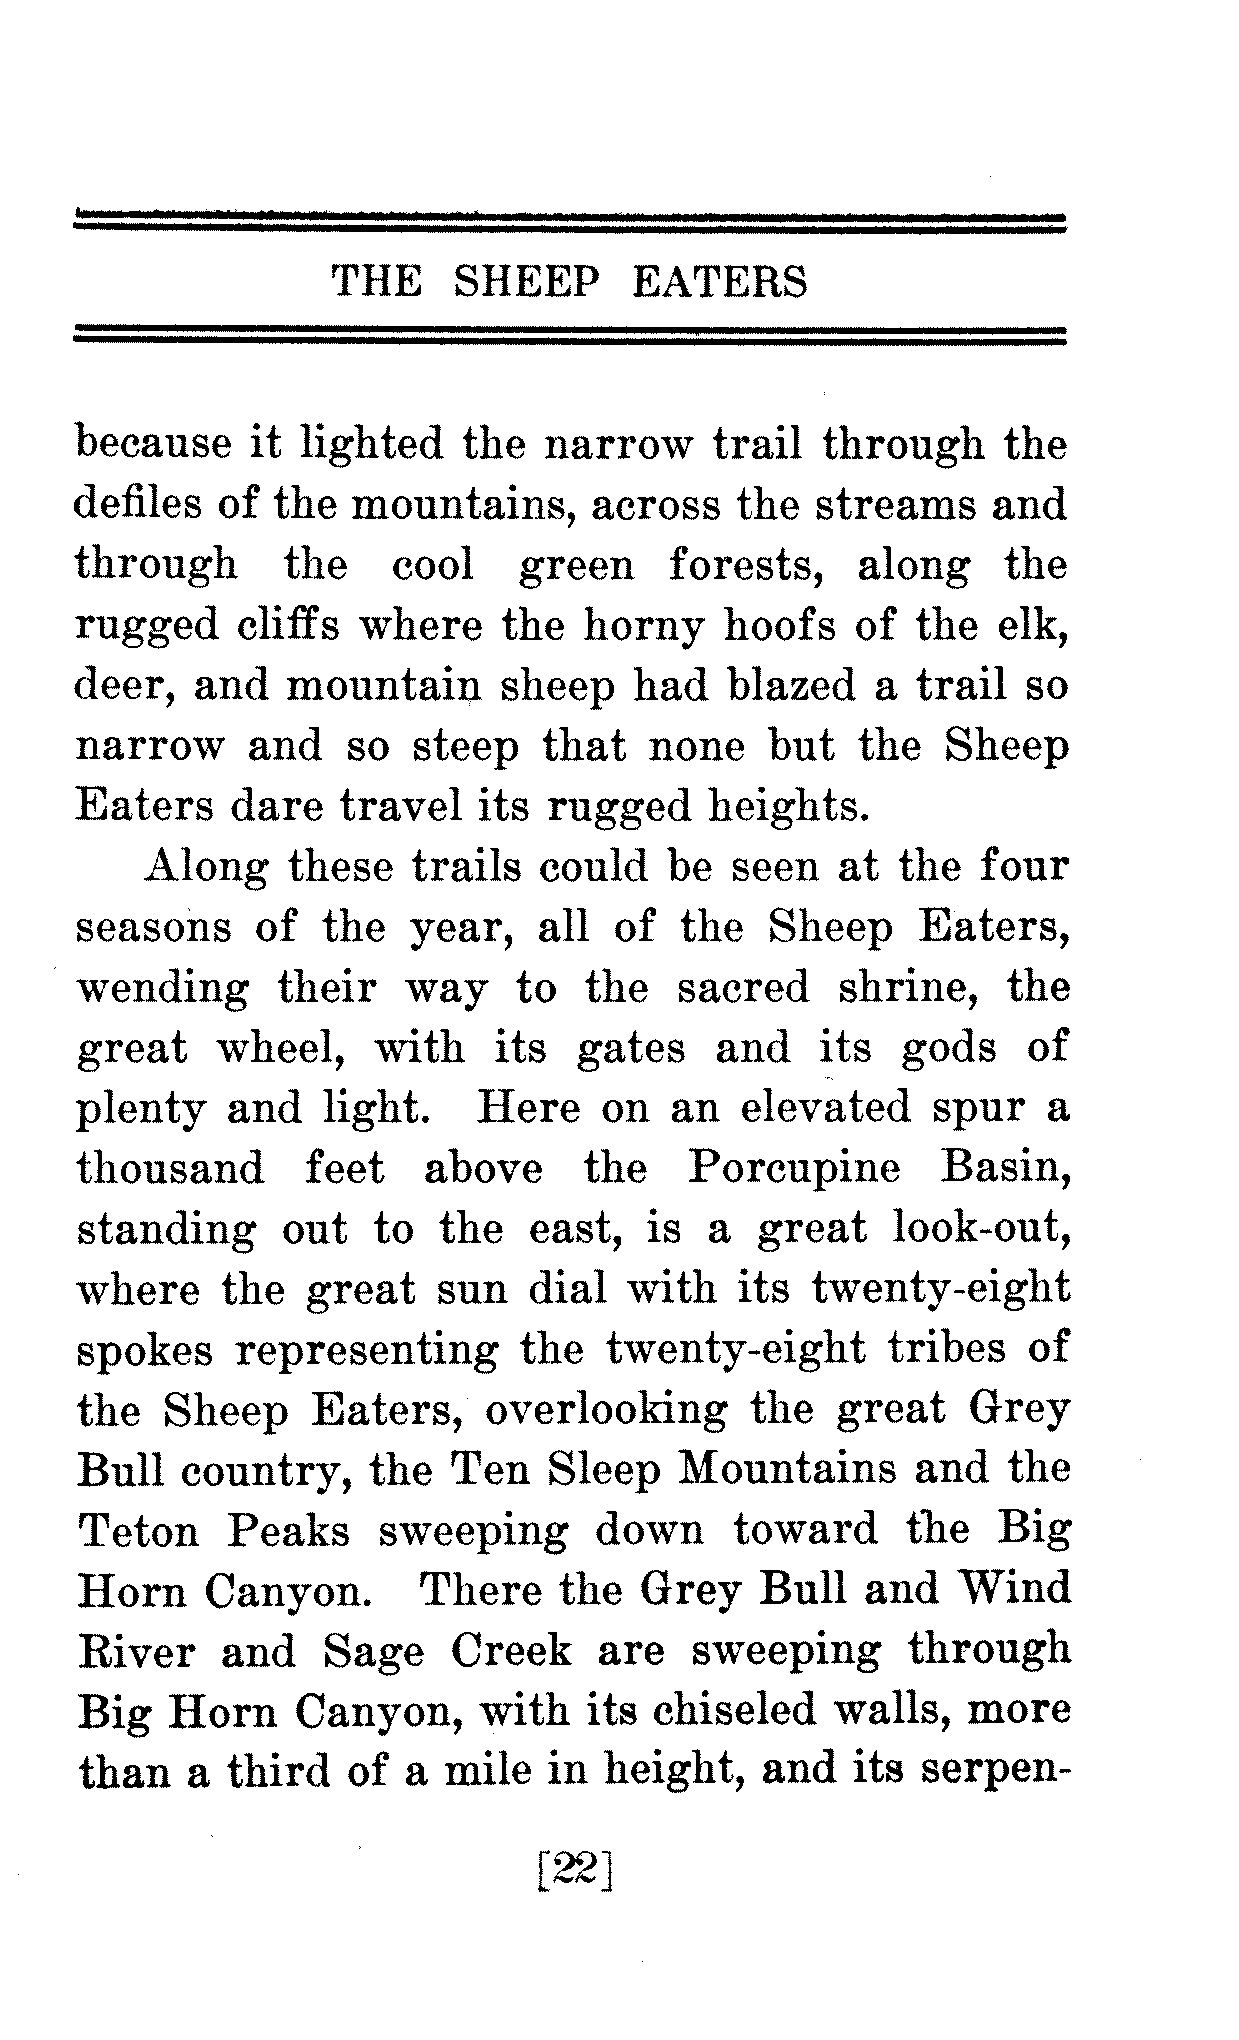 THE SHEEP EATERS
because it lighted the narrow trail through the
defiles of the mountains, across the streams and
through the cool green forests, along the
rugged cliffs where the horny hoofs of the elk,
deer, and mountain sheep had blazed a trail so
narrow and so steep that none but the Sheep
Eaters dare travel its rugged heights.
Along these trails could be seen at the four
seasons of the year, all of the Sheep Eaters,
wending their way to the sacred shrine, the
great wheel, with its gates and its gods of
plenty and light. Here on an elevated spur a
thousand feet above the Porcupine Basin,
standing out to the east, is a great look-out,
where the great sun dial with its twenty-eight
spokes representing the twenty-eight tribes of
the Sheep Eaters, overlooking the great Grey
Bull country, the Ten Sleep Mountains and the
Teton Peaks sweeping down toward the Big
Horn Canyon. There the Grey Bull and Wind
River and Sage Creek are sweeping through
Big Horn Canyon, with its chiseled walls, more
than a third of a mile in height, and its serpen-
[22]